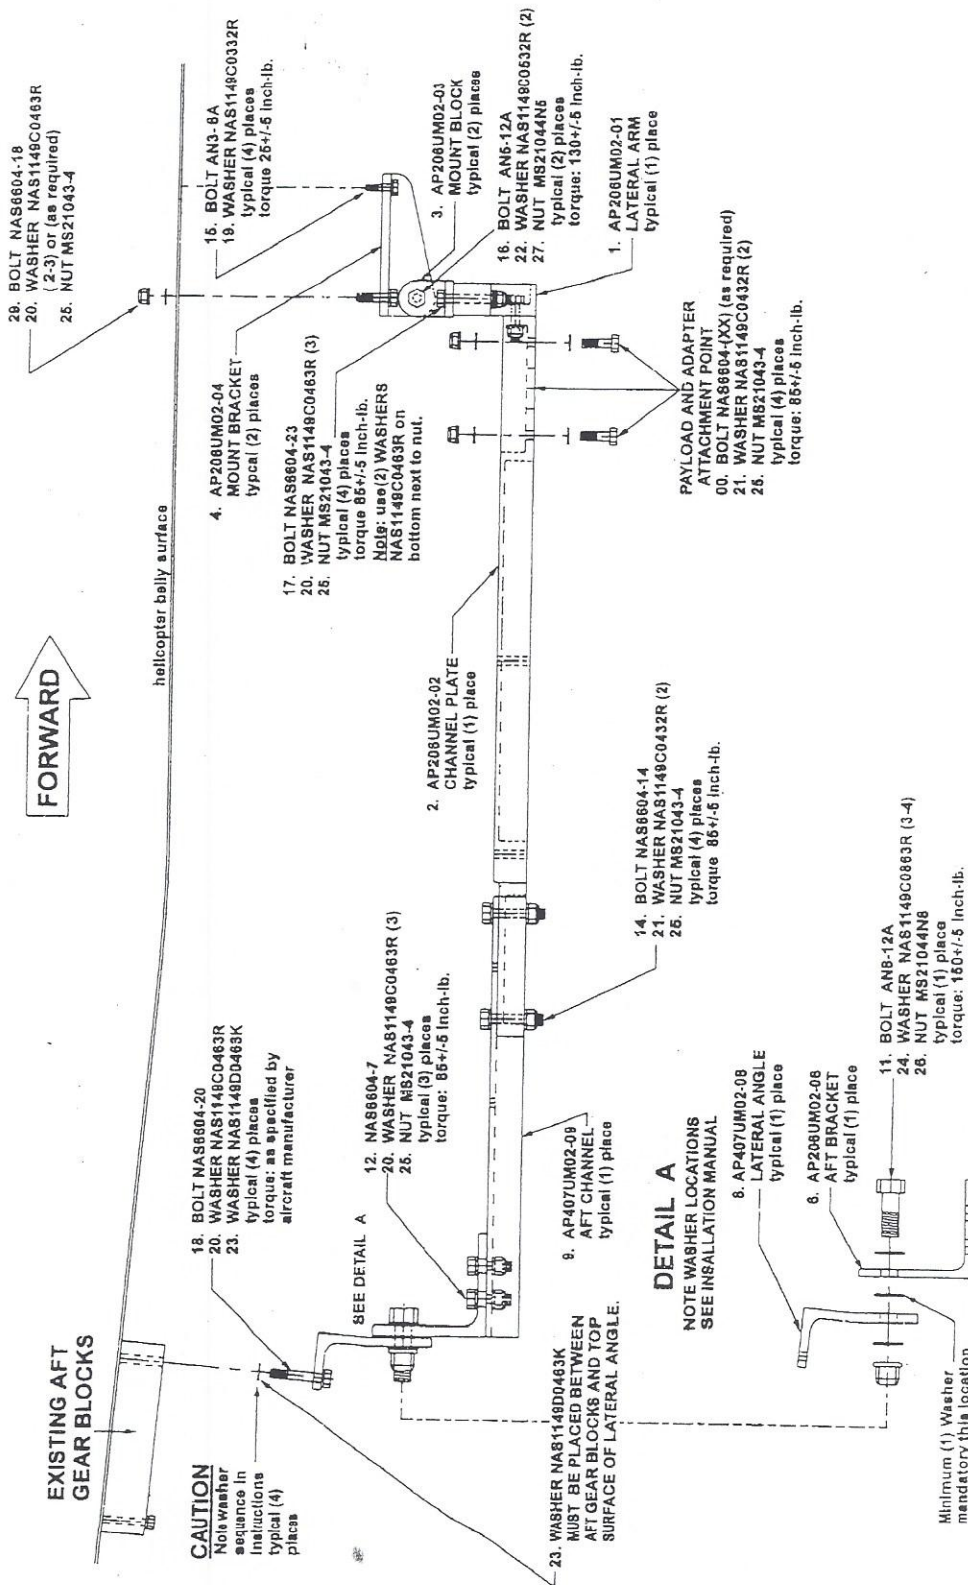 29. BOLT NAS6604-18
20. WASHER NAS1149C0463R
( 2-3) or (as required)
25. NUT MS21043-4
15. BOLT AN3-6A
19. WASHER NAS1149C0332R
typical (4) places
torque 25+/-5 inch-lb.
3. AP206UM02-03
MOUNT BLOCK
typical (2) places
16. BOLT AN5-12A
22. WASHER NAS1149C0532R (2)
27. NUT MS21044N5
typical (2) places
torque: 130+/-5 inch-lb.
1. AP206UM02-01
LATERAL ARM
typical (1) place
4. AP206UM02-04
MOUNT BRACKET
typcal (2) places
17. BOLT NAS6604-23
20. WASHER NAS1149C0463R (3)
25. NUT MS21043-4
typical (4) places
torque 85+/-5 Inch-lb.
Note: use(2) WASHERS
NAS1149C0463R on
bottom next to nut.
PAYLOAD AND ADAPTER
ATTACHMENT POINT
00. BOLT NAS6604-(XX) (as required)
21. WASHER NAS1149C0432R (2)
25. NUT MS21043-4
typical (4) places
torque: 85+/-5 Inch-lb.
FORWARD
helicopter belly surface
2. AP206UM02-02
CHANNEL PLATE
typical (1) place
14. BOLT NAS6604-14
21. WASHER NAS1149C0432R (2)
25. NUT MS21043-4
typical (4) places
torque 85+/-5 Inch-lb.
EXISTING AFT
GEAR BLOCKS
18. BOLT NAS6604-20
20. WASHER NAS1149C0463R
23. WASHER NAS1149D0463K
typical (4) places
torque: as specified by
aircraft manufacturer
CAUTION
Note washer
sequence in
Instructions
typical (4)
places
SEE DETAIL A
12. NAS6604-7
20. WASHER NAS1149C0463R (3)
25. NUT MS21043-4
typical (3) places
torque: 85+/-5 Inch-lb.
9. AP407UM02-09
AFT CHANNEL
typical (1) place
23. WASHER NAS1149D0463K
MUST BE PLACED BETWEEN
AFT GEAR BLOCKS AND TOP
SURFACE OF LATERAL ANGLE.
DETAIL A
NOTE WASHER LOCATIONS
SEE INSALLATION MANUAL
8. AP407UM02-08
LATERAL ANGLE
typical (1) place
6. AP206UM02-06
AFT BRACKET
typical (1) place
11. BOLT AN8-12A
24. WASHER NAS1149C0863R (3-4)
26. NUT MS21044N8
typical (1) place
torque: 150+/-5 Inch-lb.
Minimum (1) Washer
mandatory this location